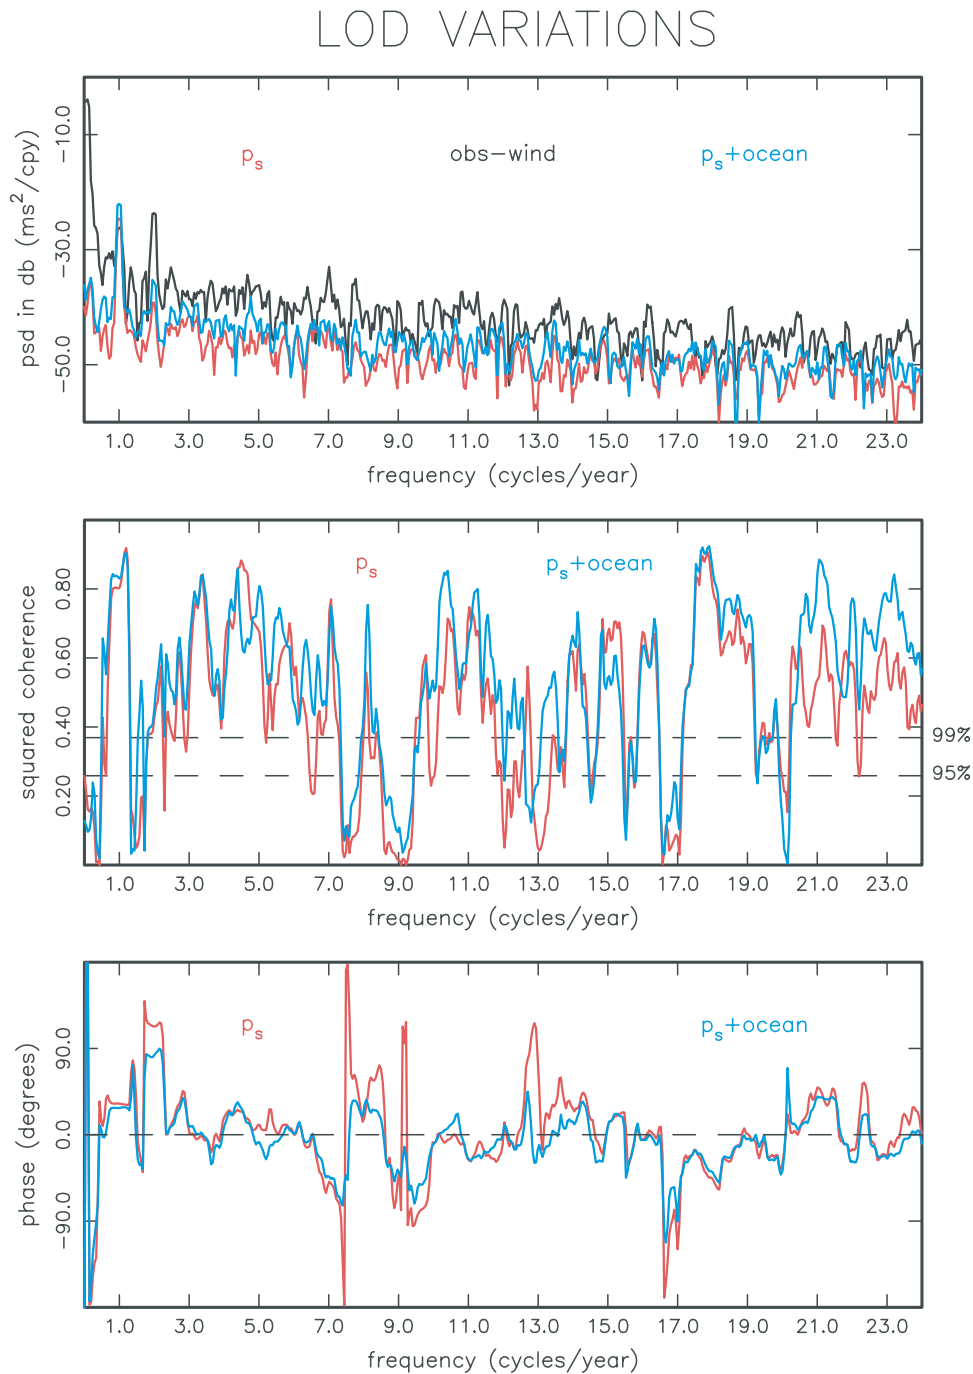 LOD VARIATIONS
psd in db (ms²/cpy)
-10.0
-30.0
-50.0
pₛ
obs-wind
pₛ+ocean
1.0 3.0 5.0 7.0 9.0 11.0 13.0 15.0 17.0 19.0 21.0 23.0
frequency (cycles/year)
squared coherence
0.80
0.60
0.40
0.20
pₛ
pₛ+ocean
99%
95%
1.0 3.0 5.0 7.0 9.0 11.0 13.0 15.0 17.0 19.0 21.0 23.0
frequency (cycles/year)
phase (degrees)
90.0
0.0
-90.0
pₛ
pₛ+ocean
1.0 3.0 5.0 7.0 9.0 11.0 13.0 15.0 17.0 19.0 21.0 23.0
frequency (cycles/year)